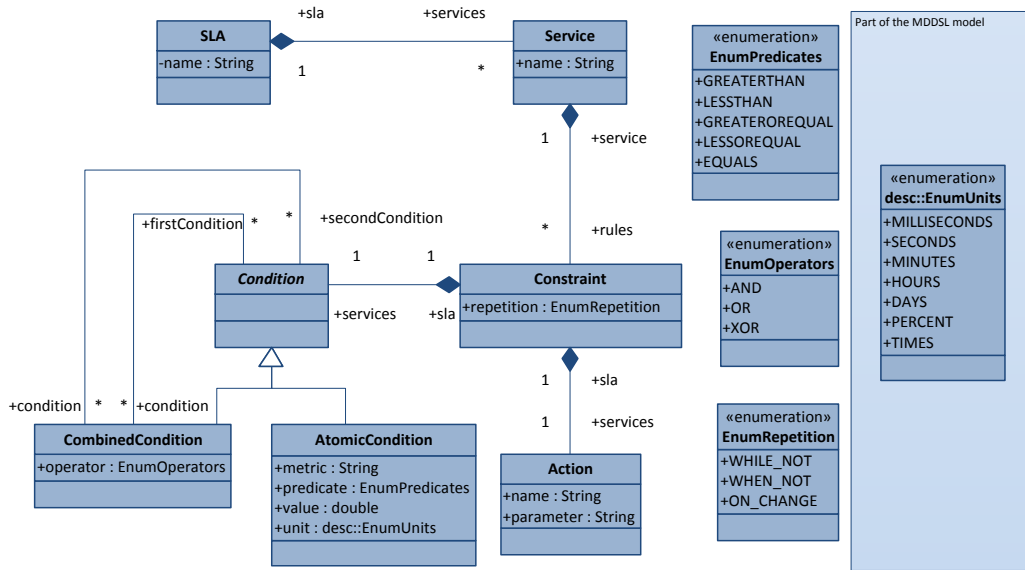 +sla
+services
SLA
-name : String
1
*
Service
+name : String
1
+service
*
+rules
«enumeration»
EnumPredicates
+GREATERTHAN
+LESSTHAN
+GREATEROREQUAL
+LESSOREQUAL
+EQUALS
Part of the MDDSL model
«enumeration»
desc::EnumUnits
+MILLISECONDS
+SECONDS
+MINUTES
+HOURS
+DAYS
+PERCENT
+TIMES
+firstCondition
*
*
+secondCondition
1
1
Condition
+services
+sla
Constraint
+repetition : EnumRepetition
«enumeration»
EnumOperators
+AND
+OR
+XOR
1
+sla
1
+services
+condition
*
*
+condition
CombinedCondition
+operator : EnumOperators
AtomicCondition
+metric : String
+predicate : EnumPredicates
+value : double
+unit : desc::EnumUnits
Action
+name : String
+parameter : String
«enumeration»
EnumRepetition
+WHILE_NOT
+WHEN_NOT
+ON_CHANGE